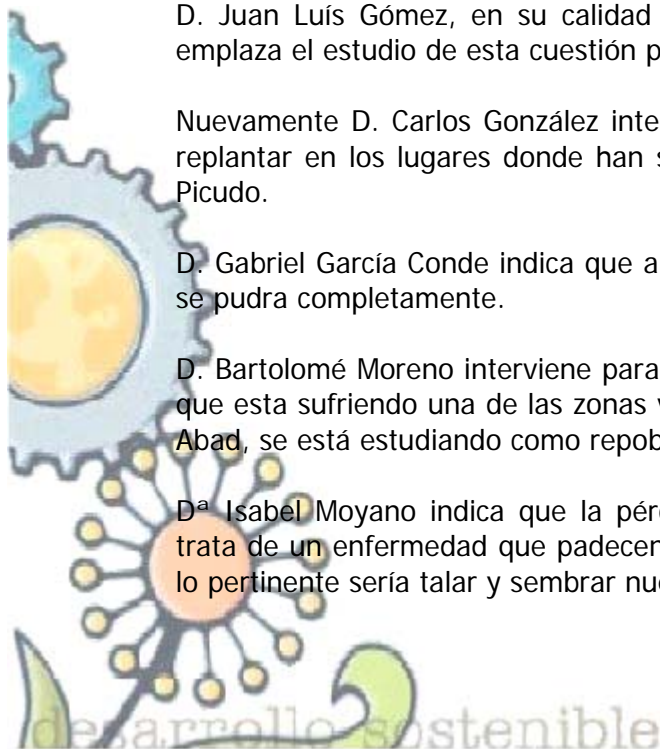 D. Juan Luís Gómez, en su calidad
emplaza el estudio de esta cuestión p
Nuevamente D. Carlos González inte
replantar en los lugares donde han s
Picudo.
D. Gabriel García Conde indica que a
se pudra completamente.
D. Bartolomé Moreno interviene para
que esta sufriendo una de las zonas v
Abad, se está estudiando como repob
Dª Isabel Moyano indica que la pérd
trata de un enfermedad que padecen
lo pertinente sería talar y sembrar nue
desarrollo sostenible